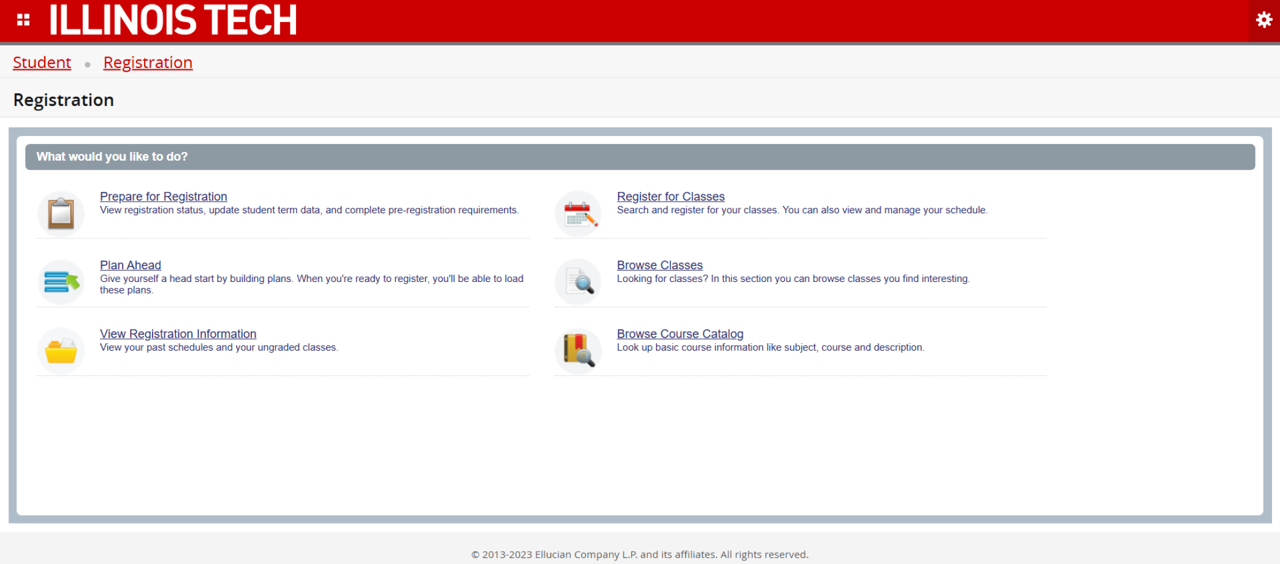 ILLINOIS TECH
Student • Registration
Registration
What would you like to do?
Prepare for Registration
View registration status, update student term data, and complete pre-registration requirements.
Register for Classes
Search and register for your classes. You can also view and manage your schedule.
Plan Ahead
Give yourself a head start by building plans. When you're ready to register, you'll be able to load
these plans.
Browse Classes
Looking for classes? In this section you can browse classes you find interesting.
View Registration Information
View your past schedules and your ungraded classes.
Browse Course Catalog
Look up basic course information like subject, course and description.
© 2013-2023 Ellucian Company L.P. and its affiliates. All rights reserved.